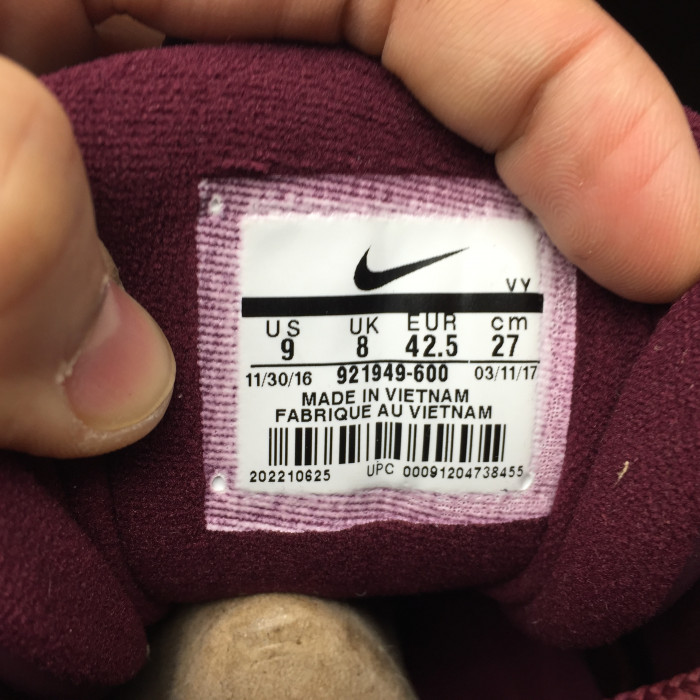 VY
US UK EUR cm
9 8 42.5 27
11/30/16 921949-600 03/11/17
MADE IN VIETNAM
FABRIQUE AU VIETNAM
202210625 UPC 00091204738455